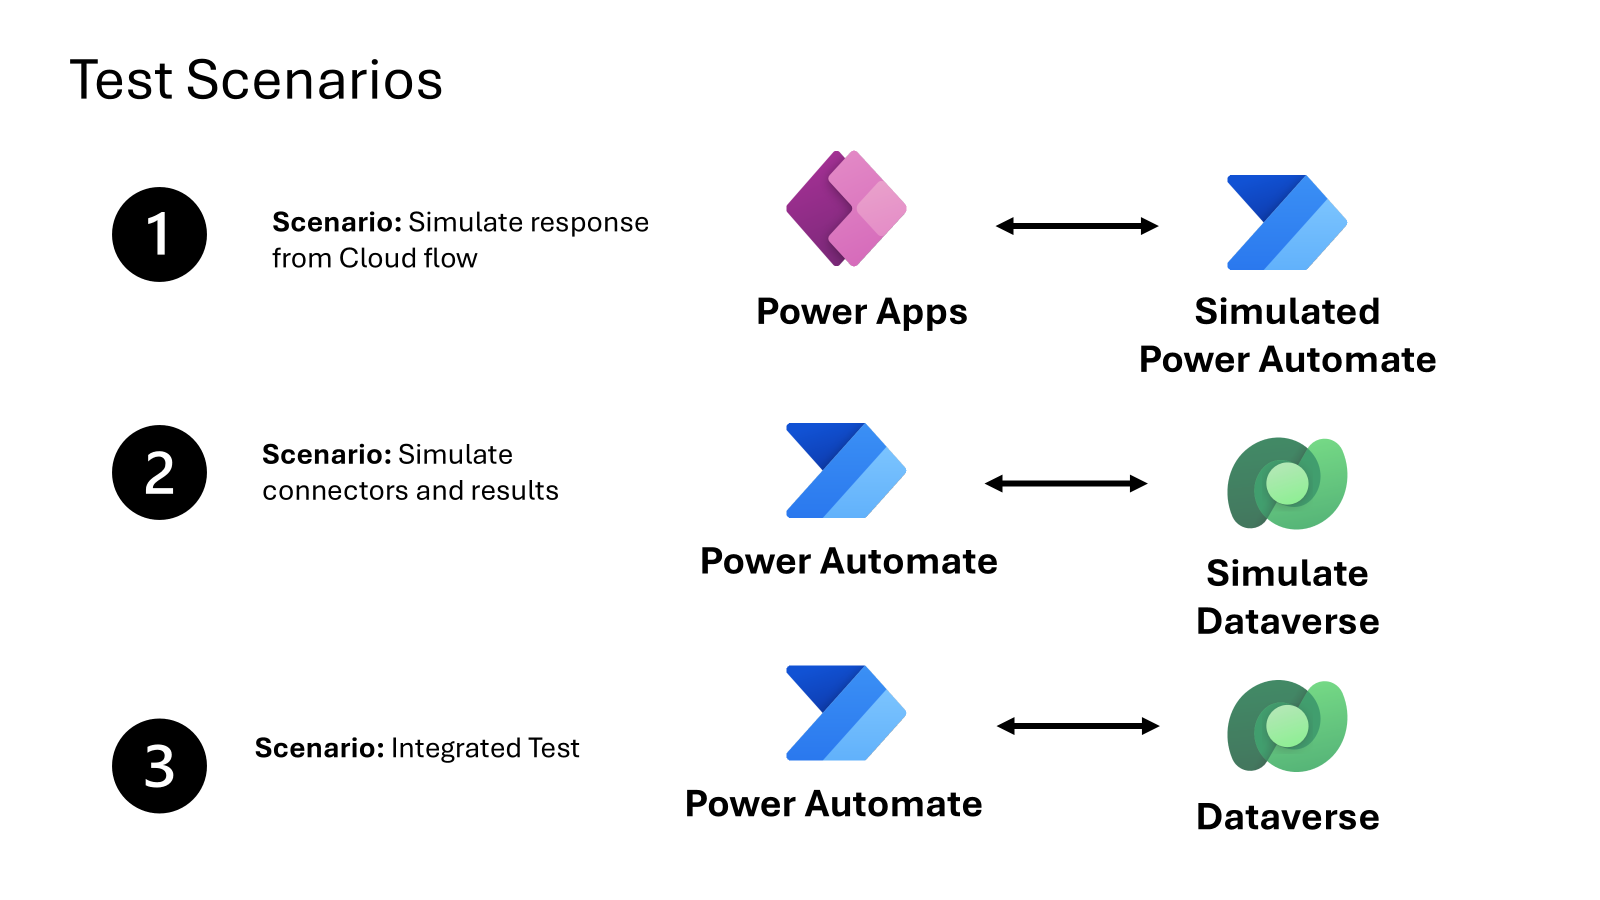 Test Scenarios
1
Scenario: Simulate response
from Cloud flow
Power Apps
Simulated
Power Automate
2
Scenario: Simulate
connectors and results
Power Automate
Simulate
Dataverse
3
Scenario: Integrated Test
Power Automate
Dataverse